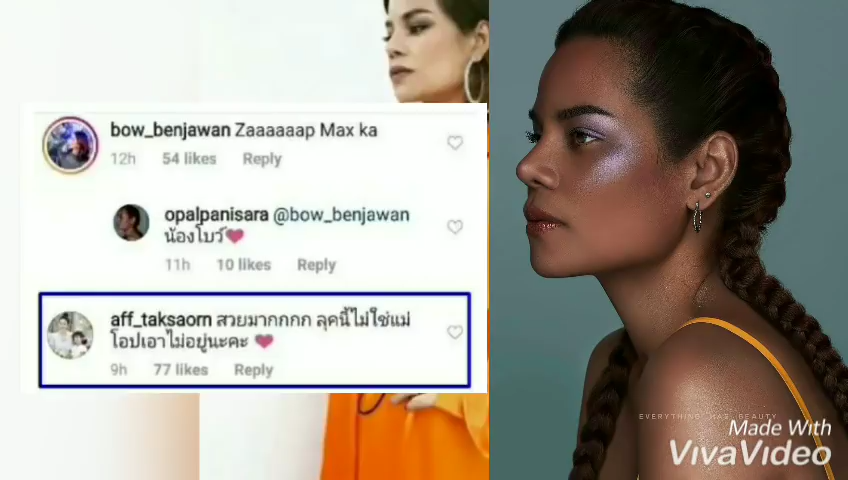 bow_benjawan Zaaaaaap Max ka
12h 54 likes Reply
opalpanisara @bow_benjawan
น้องโบว์❤
11h 10 likes Reply
aff_taksaorn สวยมากกกก ลุคนี้ไม่ใช่แม่
โอปเอาไม่อยู่นะคะ ❤
9h 77 likes Reply
EVERYTHING HAS BEAUTY
Made With
VivaVideo